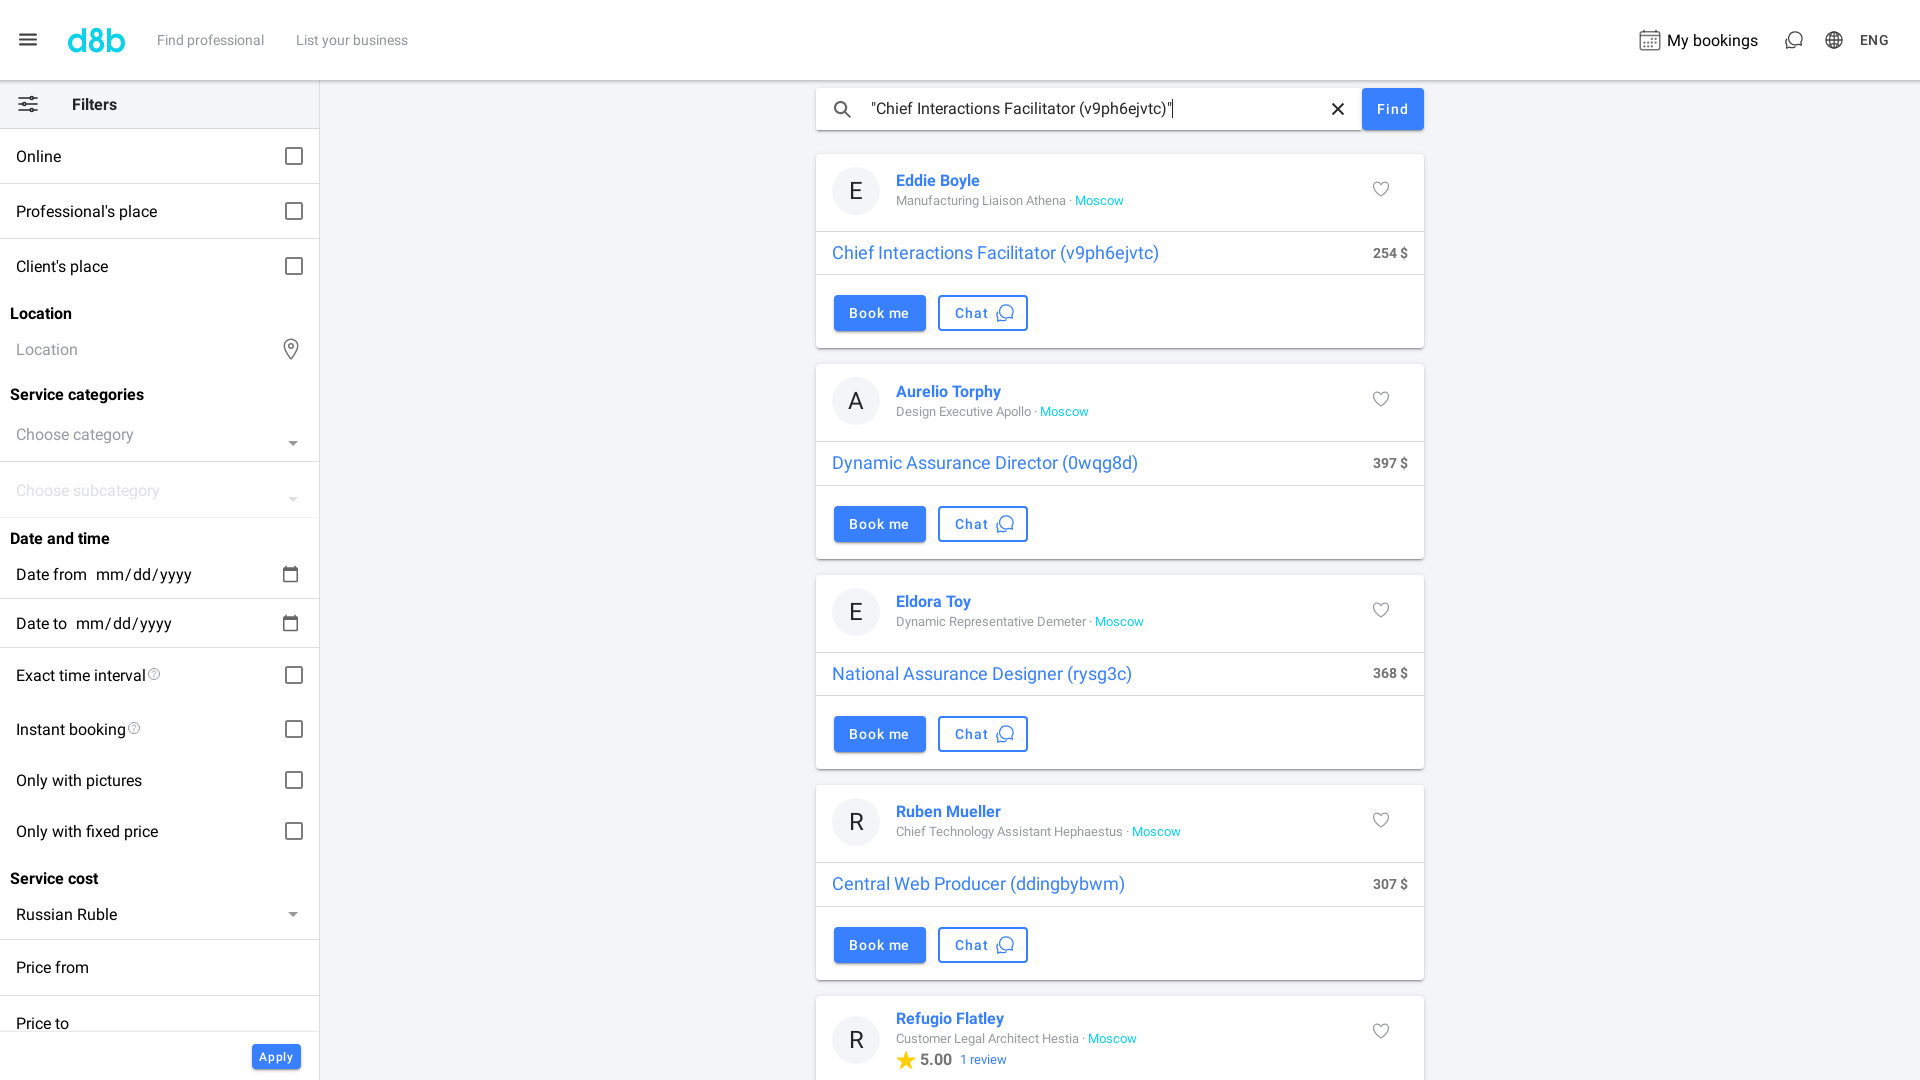 d8b
Find professional
List your business
My bookings
ENG
Filters
Online
Professional's place
Client's place
Location
Location
Service categories
Choose category
Choose subcategory
Date and time
Date from mm/dd/yyyy
Date to mm/dd/yyyy
Exact time interval
Instant booking
Only with pictures
Only with fixed price
Service cost
Russian Ruble
Price from
Price to
Apply
"Chief Interactions Facilitator (v9ph6ejvtc)"
Find
E
Eddie Boyle
Manufacturing Liaison Athena · Moscow
Chief Interactions Facilitator (v9ph6ejvtc) 254 $
Book me Chat
A
Aurelio Torphy
Design Executive Apollo · Moscow
Dynamic Assurance Director (0wqg8d) 397 $
Book me Chat
E
Eldora Toy
Dynamic Representative Demeter · Moscow
National Assurance Designer (rysg3c) 368 $
Book me Chat
R
Ruben Mueller
Chief Technology Assistant Hephaestus · Moscow
Central Web Producer (ddingbybwm) 307 $
Book me Chat
R
Refugio Flatley
Customer Legal Architect Hestia · Moscow
5.00 1 review